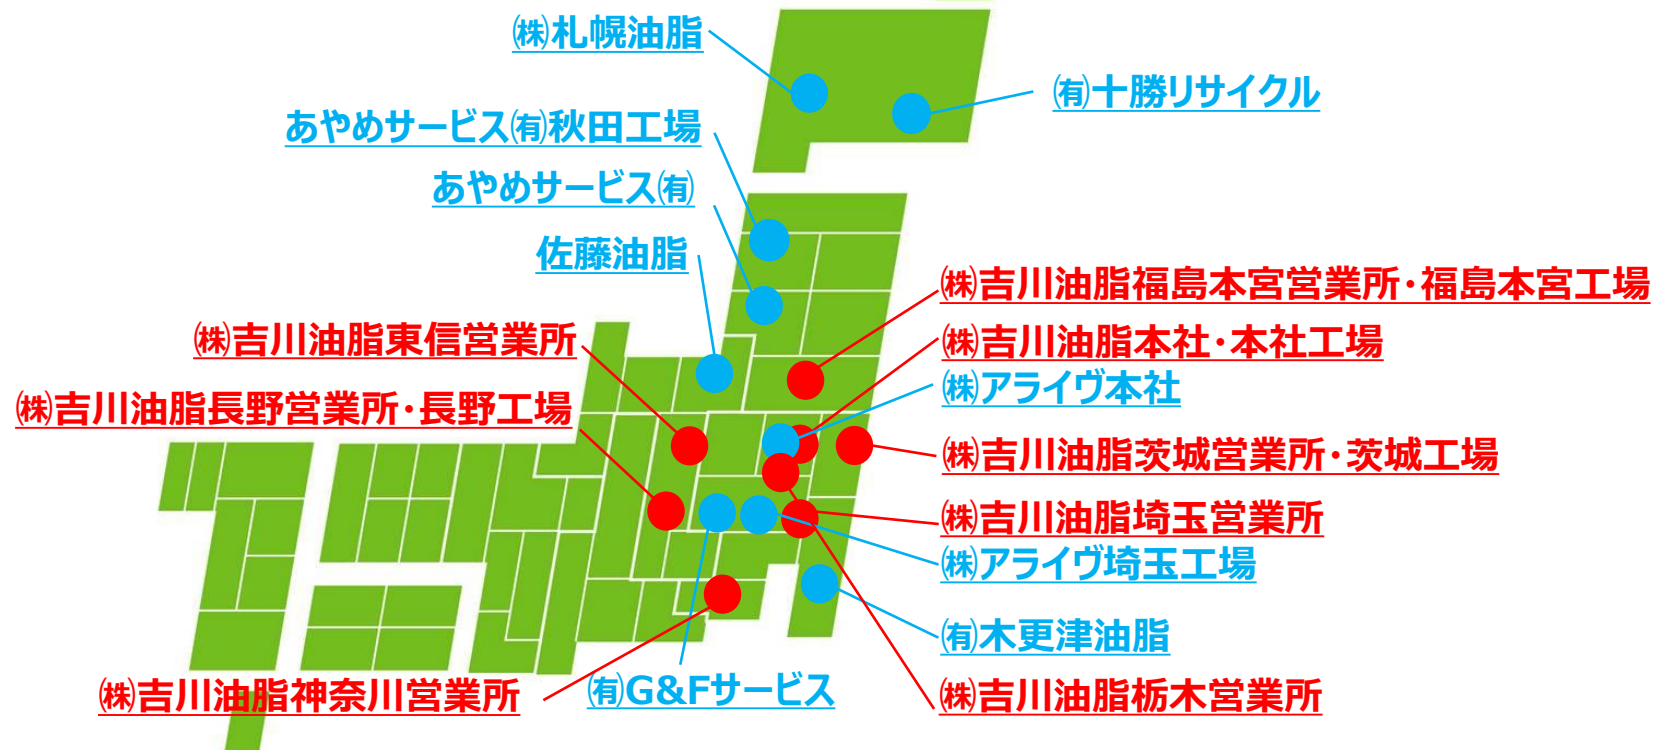 ㈱札幌油脂
㈲十勝リサイクル
あやめサービス㈲秋田工場
あやめサービス㈲
佐藤油脂
㈱吉川油脂福島本宮営業所・福島本宮工場
㈱吉川油脂東信営業所
㈱吉川油脂本社・本社工場
㈱アライヴ本社
㈱吉川油脂長野営業所・長野工場
㈱吉川油脂茨城営業所・茨城工場
㈱吉川油脂埼玉営業所
㈱アライヴ埼玉工場
㈲木更津油脂
㈱吉川油脂神奈川営業所
㈲G&Fサービス
㈱吉川油脂栃木営業所